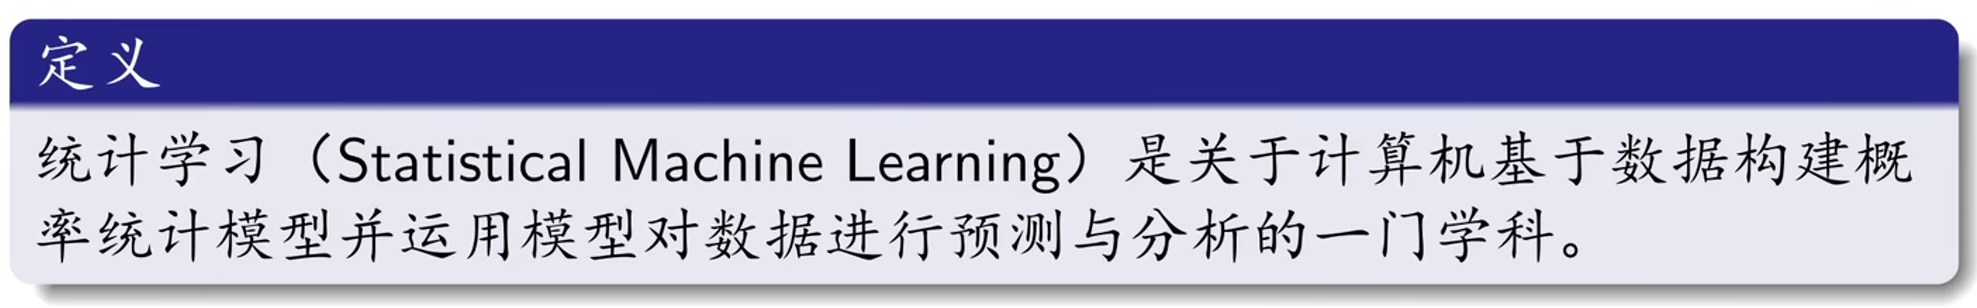 定义
统计学习（Statistical Machine Learning）是关于计算机基于数据构建概
率统计模型并运用模型对数据进行预测与分析的一门学科。